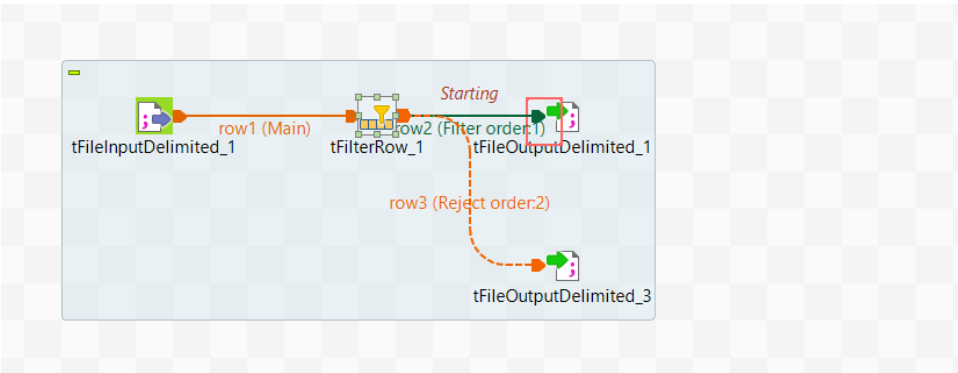 Starting
row1 (Main)
row2 (Filter order:1)
tFileInputDelimited_1
tFilterRow_1
tFileOutputDelimited_1
row3 (Reject order:2)
tFileOutputDelimited_3